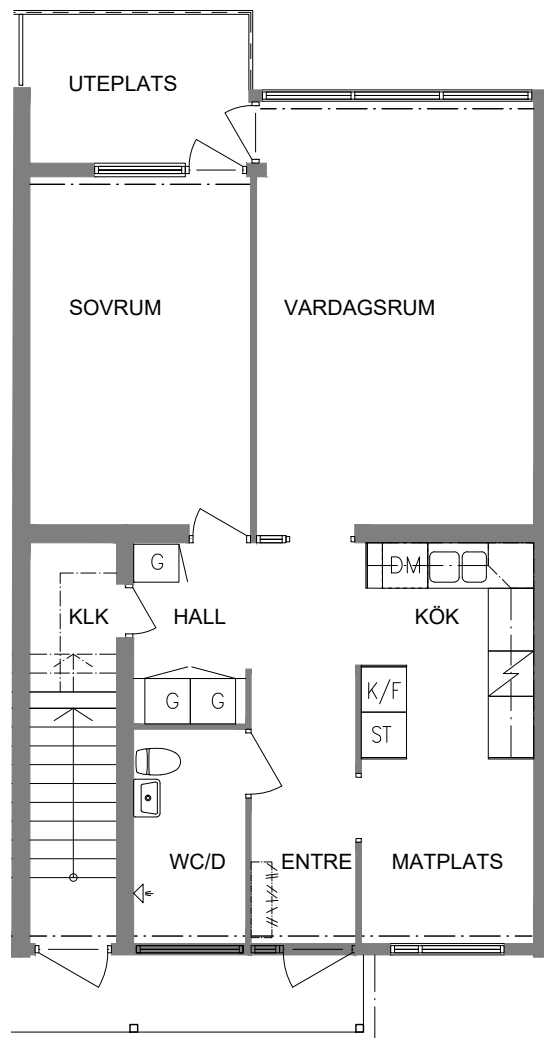 UTEPLATS
SOVRUM
VARDAGSRUM
G
DM
KLK
HALL
KÖK
G
G
K/F
ST
WC/D
ENTRE
MATPLATS